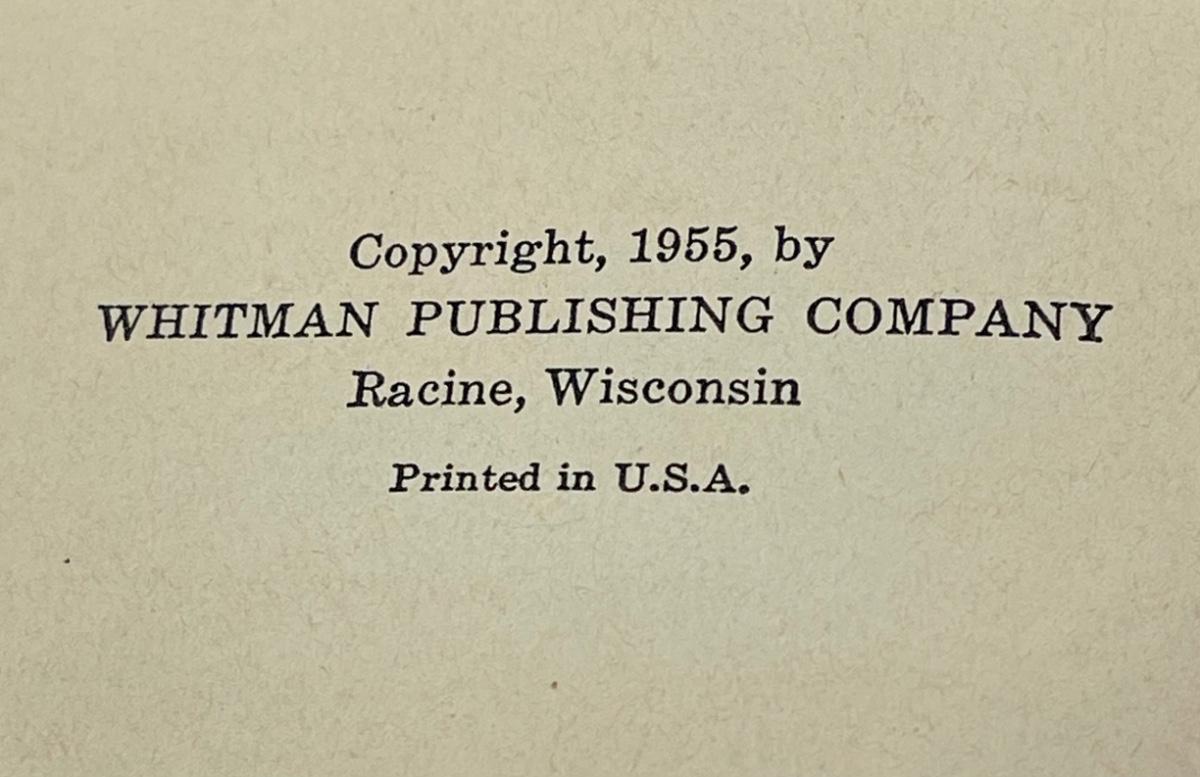 Copyright, 1955, by
WHITMAN PUBLISHING COMPANY
Racine, Wisconsin
Printed in U.S.A.